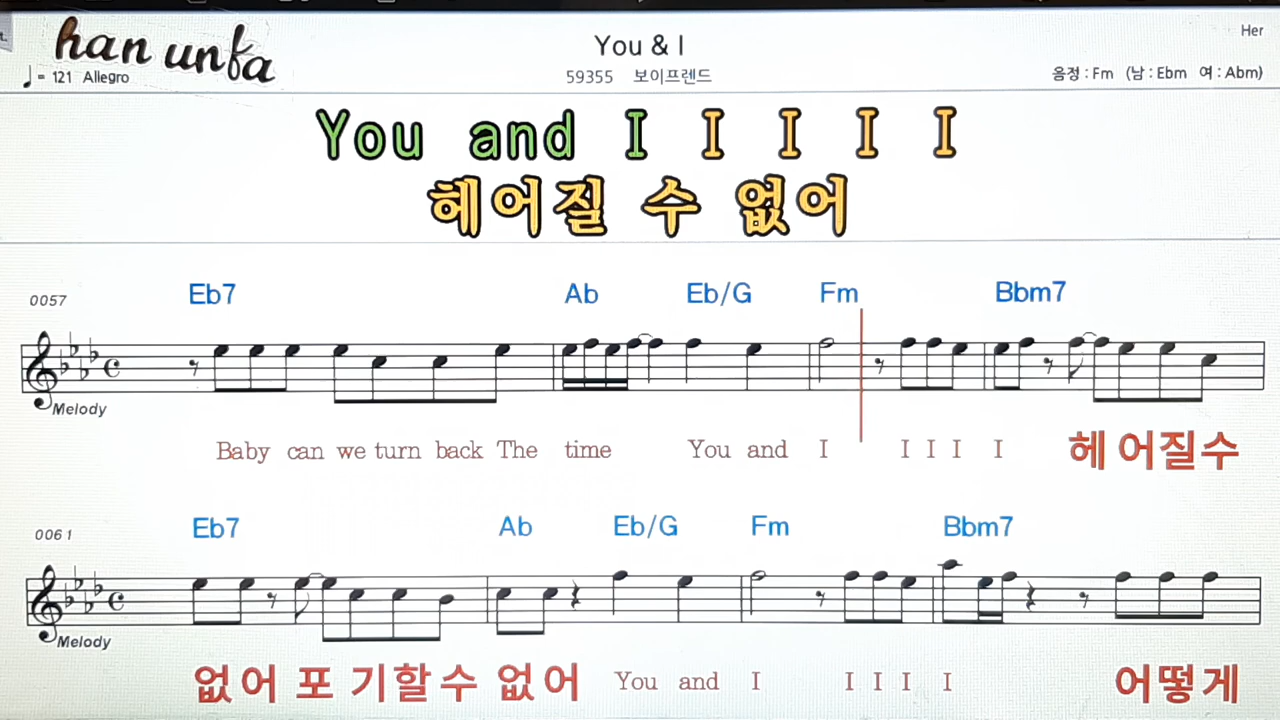 han unfa
You & I
Her
♩= 121 Allegro
59355 보이프렌드
음정 : Fm (남 : Ebm 여 : Abm)
You and I I I I I
헤어질 수 없어
0057
Eb7 Ab Eb/G Fm Bbm7
Melody
Baby can we turn back The time You and I I I I I 헤 어질수
0061
Eb7 Ab Eb/G Fm Bbm7
Melody
없어 포 기할수 없어 You and I I I I I 어떻게